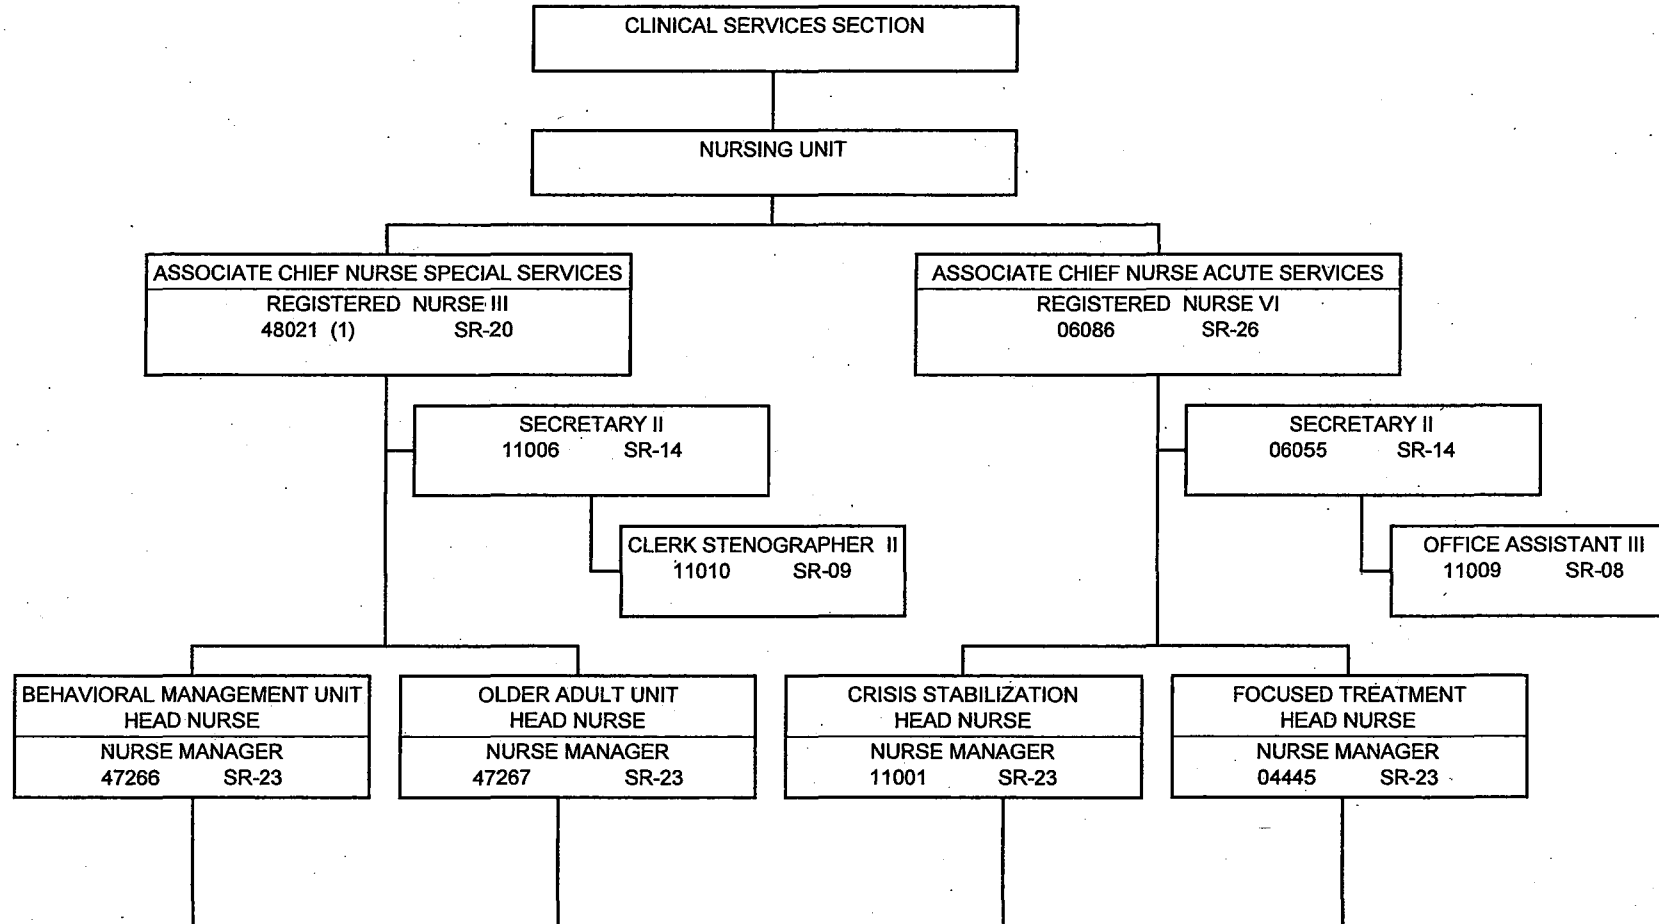 CLINICAL SERVICES SECTION
NURSING UNIT
ASSOCIATE CHIEF NURSE SPECIAL SERVICES
REGISTERED NURSE III
48021 (1) SR-20
ASSOCIATE CHIEF NURSE ACUTE SERVICES
REGISTERED NURSE VI
06086 SR-26
SECRETARY II
11006 SR-14
SECRETARY II
06055 SR-14
CLERK STENOGRAPHER II
11010 SR-09
OFFICE ASSISTANT III
11009 SR-08
BEHAVIORAL MANAGEMENT UNIT
HEAD NURSE
NURSE MANAGER
47266 SR-23
OLDER ADULT UNIT
HEAD NURSE
NURSE MANAGER
47267 SR-23
CRISIS STABILIZATION
HEAD NURSE
NURSE MANAGER
11001 SR-23
FOCUSED TREATMENT
HEAD NURSE
NURSE MANAGER
04445 SR-23